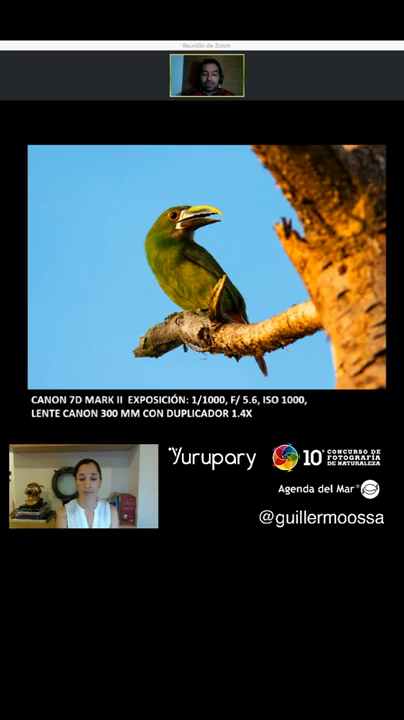 Reunión de Zoom
CANON 7D MARK II EXPOSICIÓN: 1/1000, F/ 5.6, ISO 1000,
LENTE CANON 300 MM CON DUPLICADOR 1.4X
Yurupary
10° CONCURSO DE
FOTOGRAFÍA
DE NATURALEZA
Agenda del Mar
@guillermoossa